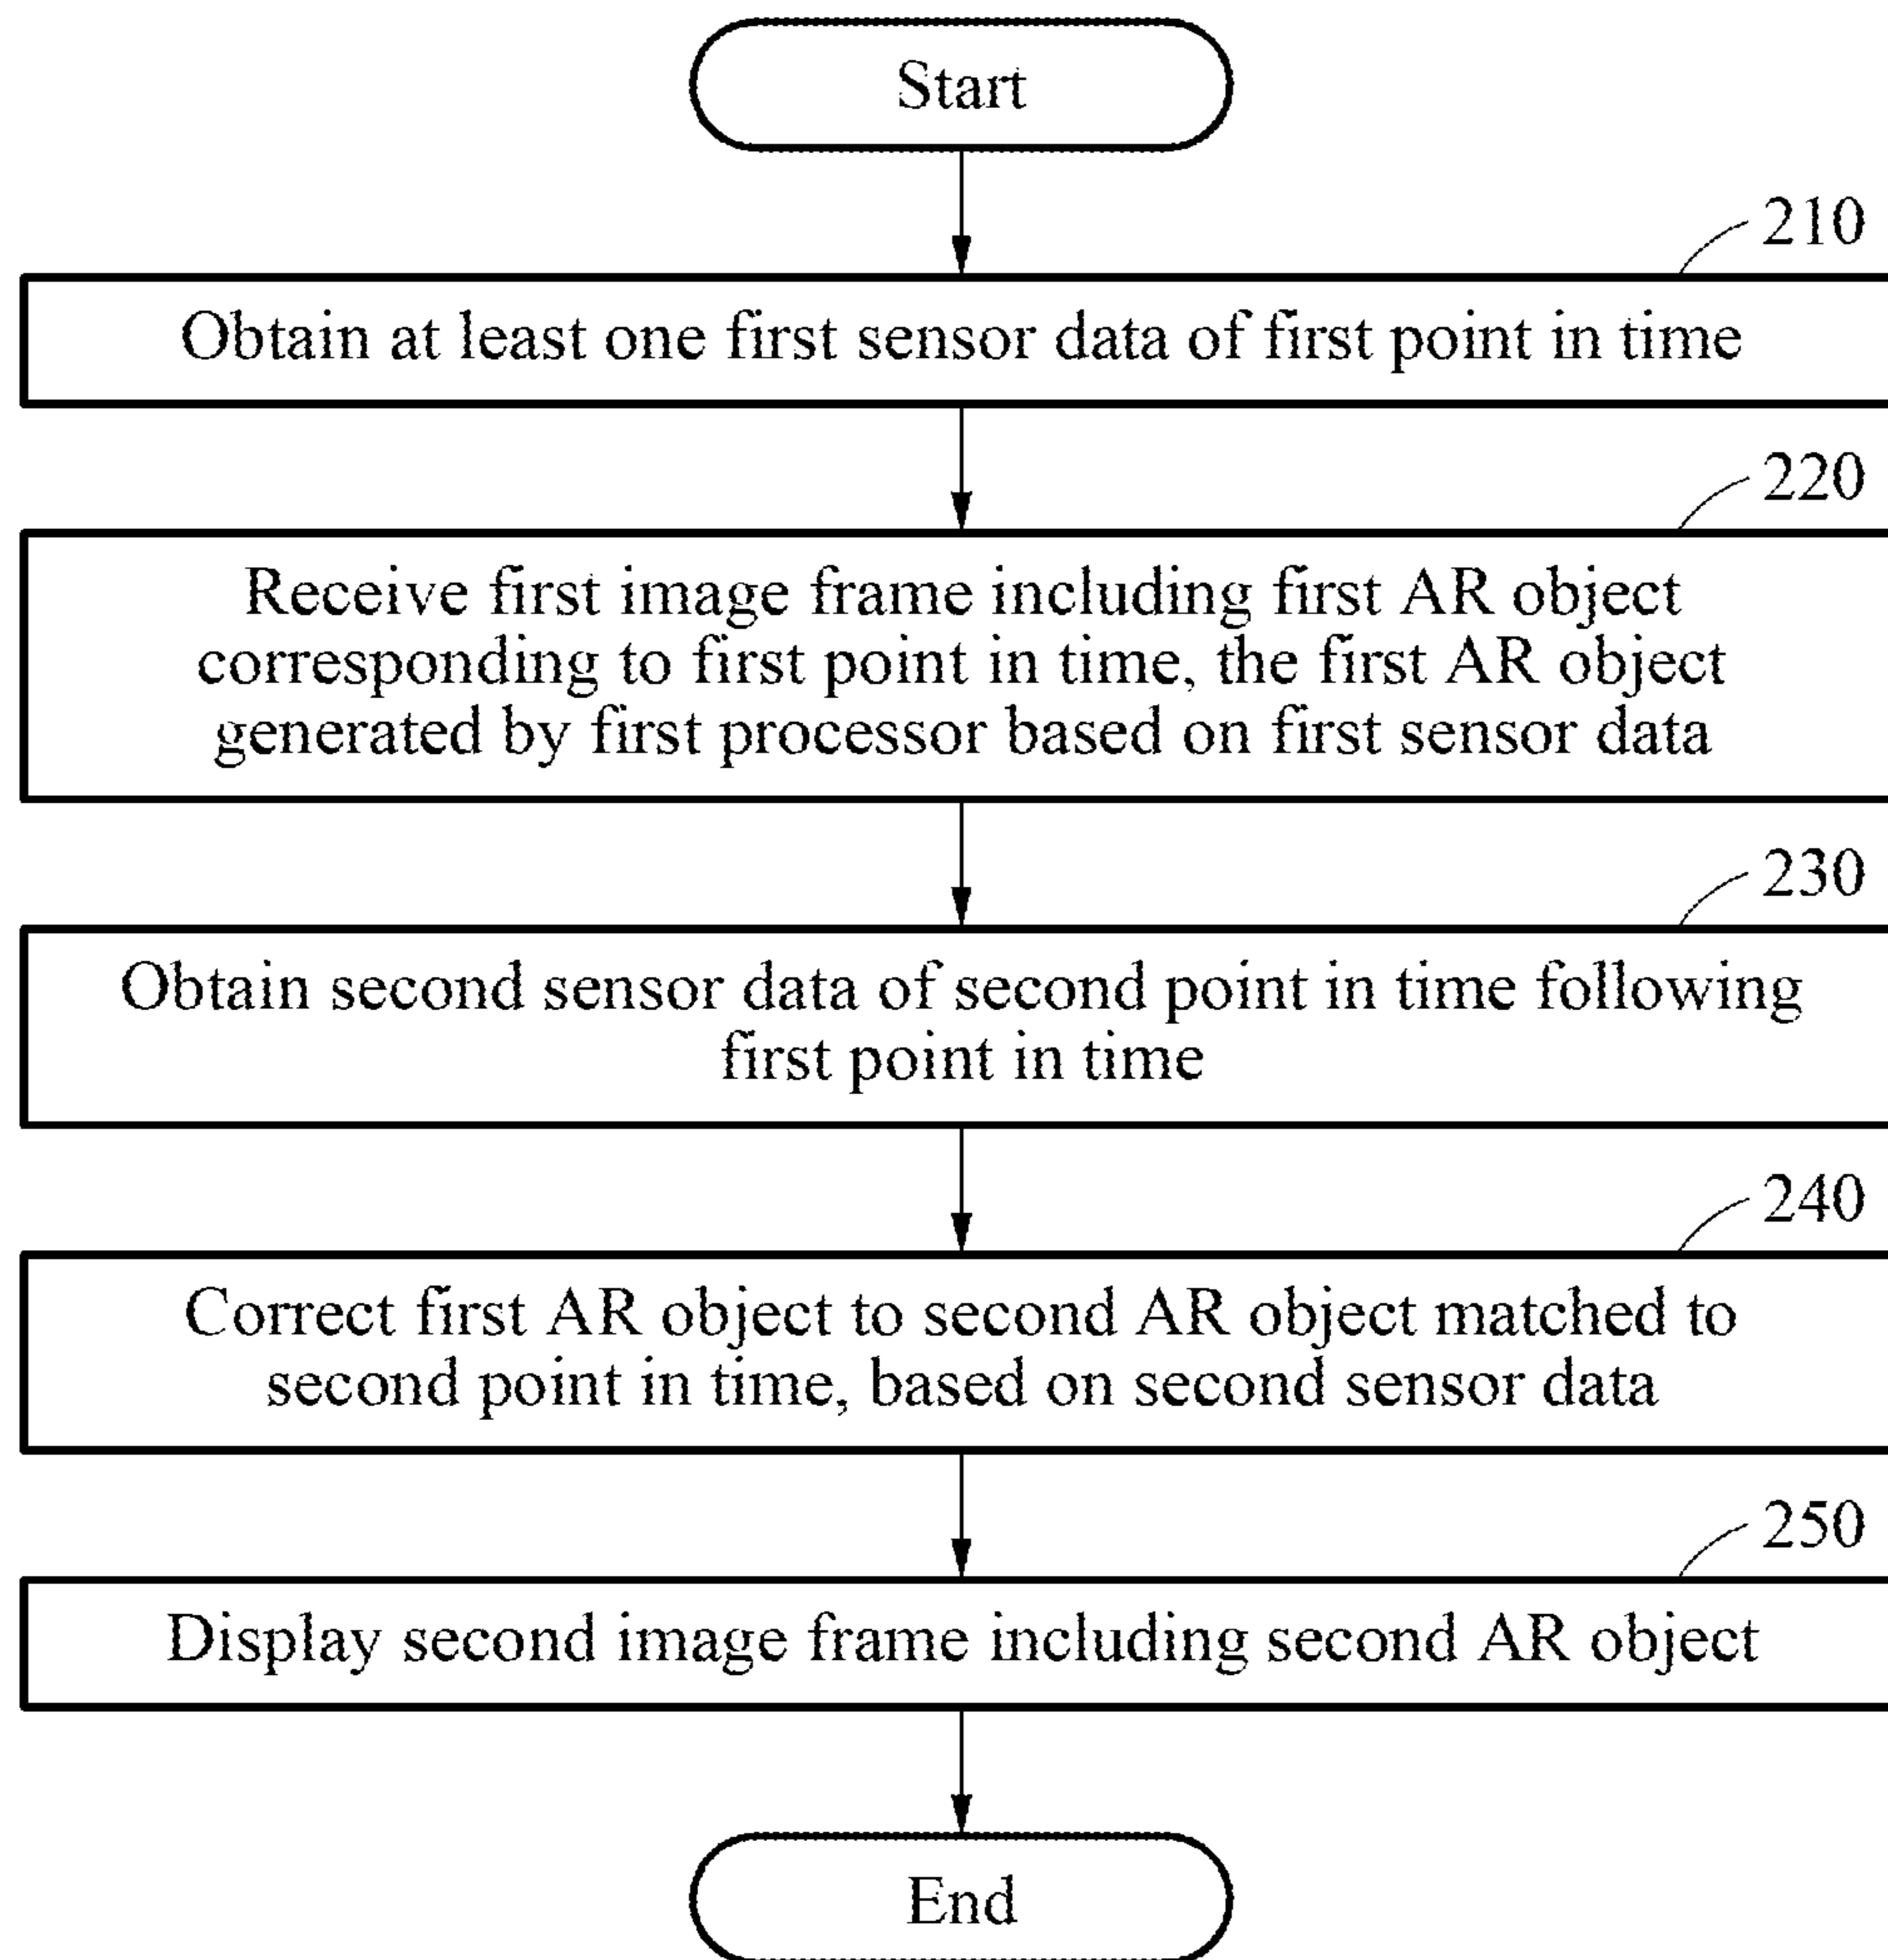 Start
210
Obtain at least one first sensor data of first point in time
220
Receive first image frame including first AR object
corresponding to first point in time, the first AR object
generated by first processor based on first sensor data
230
Obtain second sensor data of second point in time following
first point in time
240
Correct first AR object to second AR object matched to
second point in time, based on second sensor data
250
Display second image frame including second AR object
End